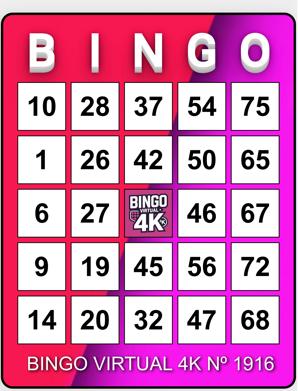 B I N G O
10 28 37 54 75
1 26 42 50 65
6 27 BINGO VIRTUAL 4K 46 67
9 19 45 56 72
14 20 32 47 68
BINGO VIRTUAL 4K Nº 1916